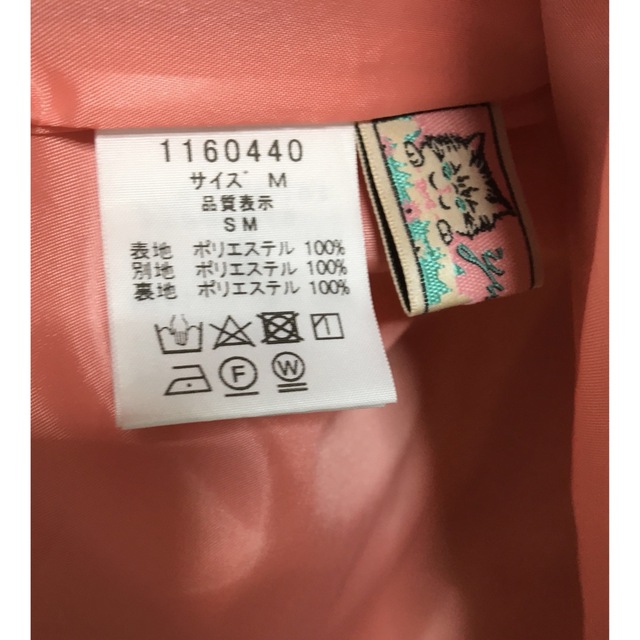 1160440
サイズ M
品質表示
SM
表地 ポリエステル 100%
別地 ポリエステル 100%
裏地 ポリエステル 100%
F
W